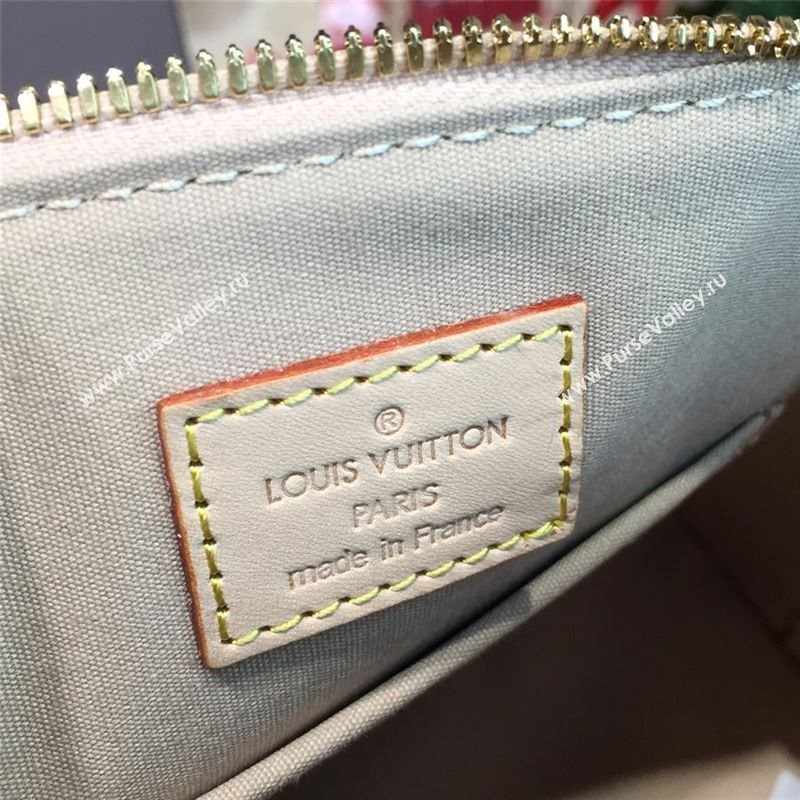 ®
LOUIS VUITTON
PARIS
made in France
www.PurseValley.ru
www.PurseValley.ru